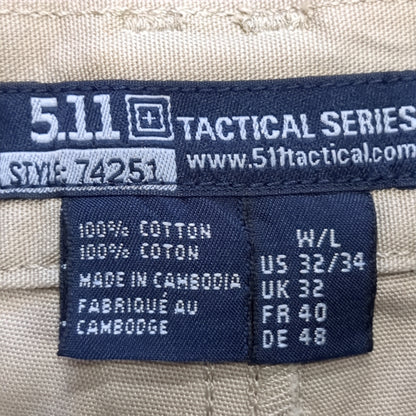 5.11 TACTICAL SERIES
STYLE: 74251 www.511tactical.com
100% COTTON
100% COTON
MADE IN CAMBODIA
FABRIQUÉ AU
CAMBODGE
W/L
US 32/34
UK 32
FR 40
DE 48